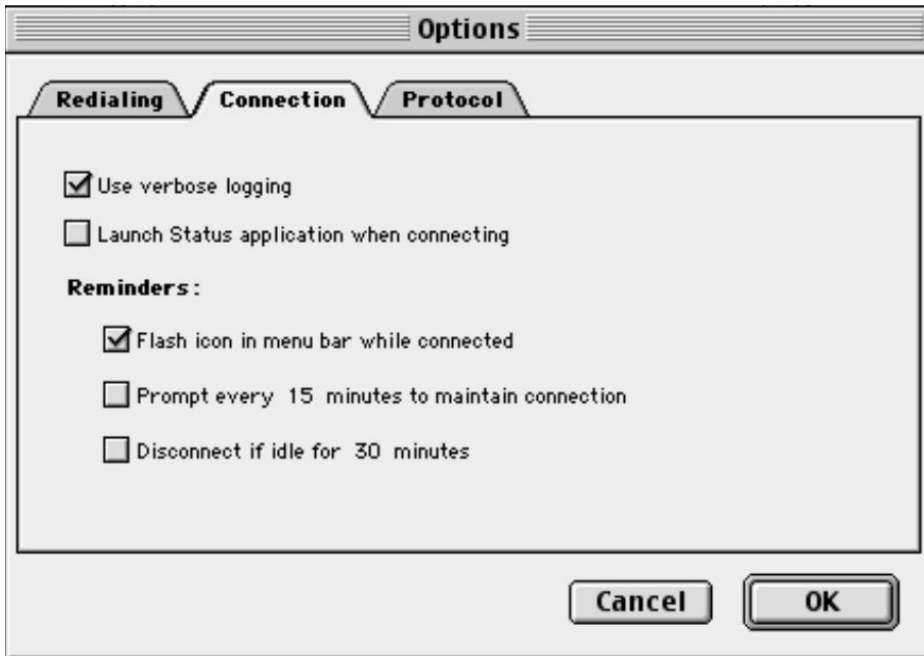 Options
Redialing Connection Protocol
Use verbose logging
Launch Status application when connecting
Reminders:
Flash icon in menu bar while connected
Prompt every 15 minutes to maintain connection
Disconnect if idle for 30 minutes
Cancel OK